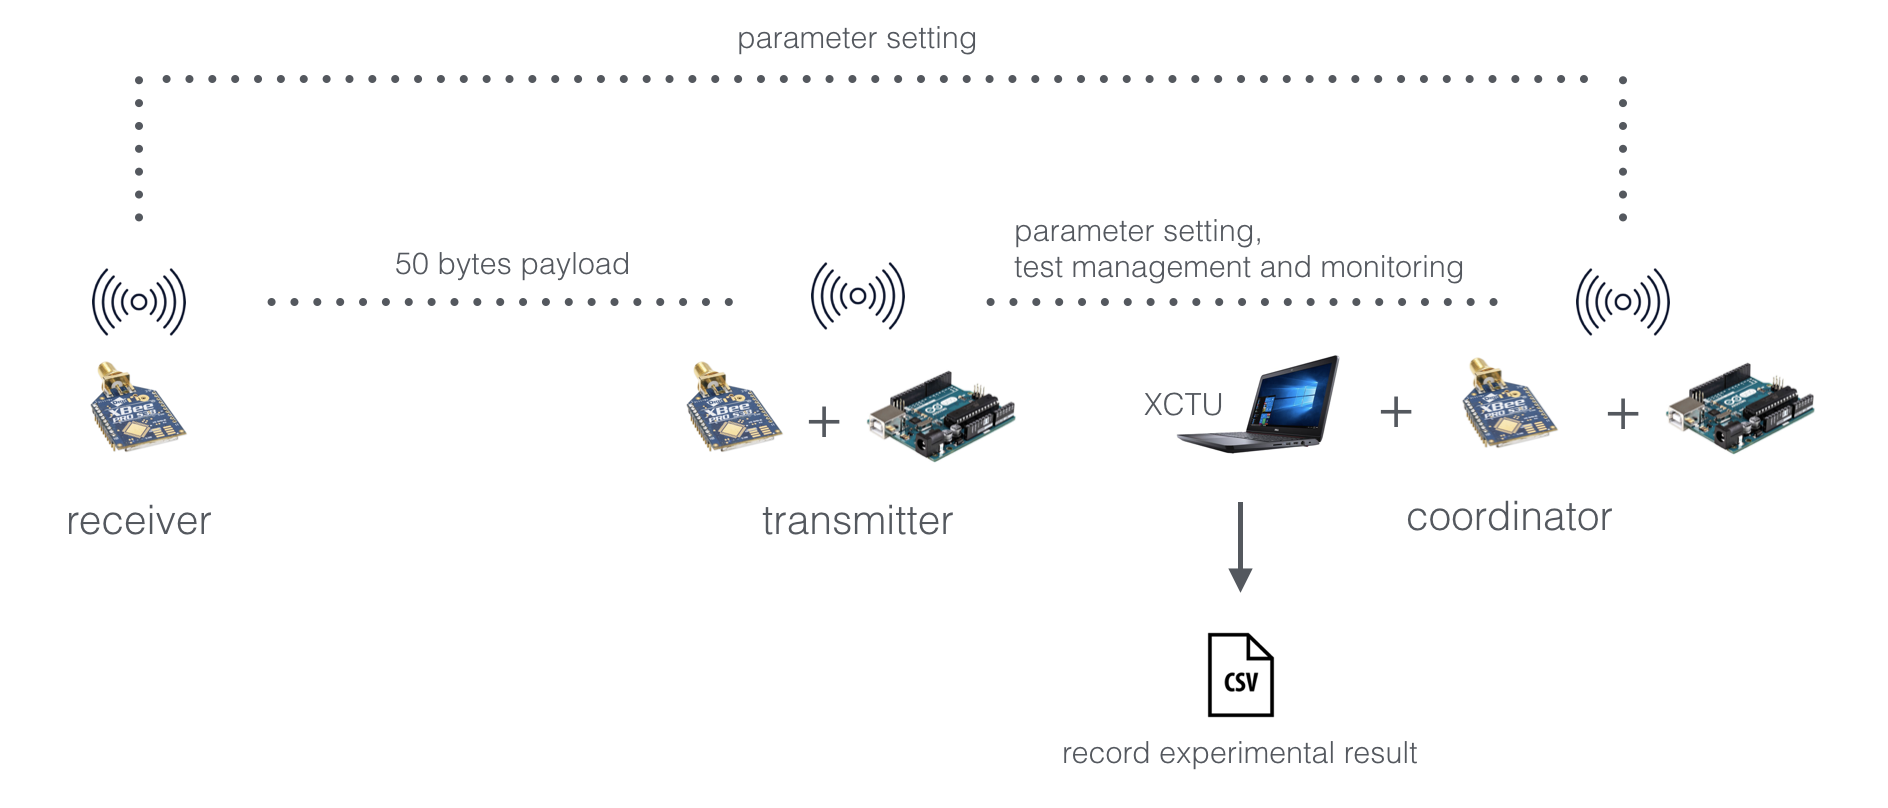 parameter setting
50 bytes payload
parameter setting,
test management and monitoring
XBee
PRO S3B
XBee
PRO S3B
XCTU
XBee
PRO S3B
receiver
transmitter
coordinator
CSV
record experimental result